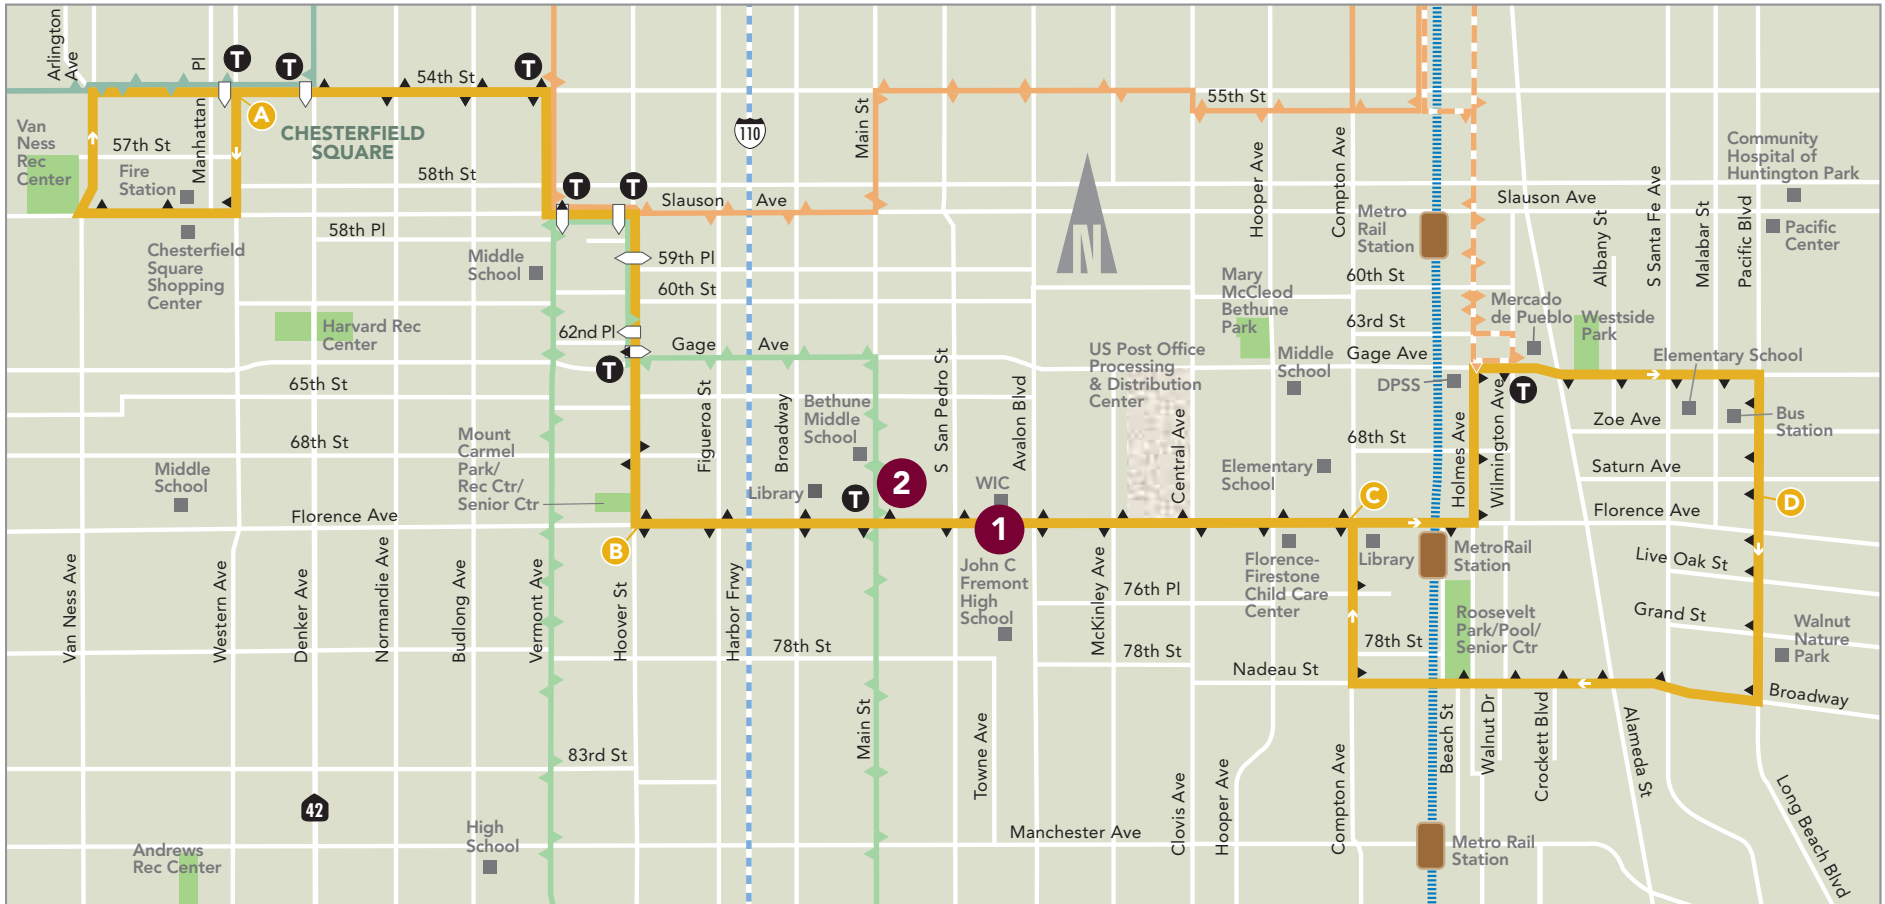 Arlington
Ave
Pl
T
T
T
54th St
A
55th St
Main St
110
Van
Ness
Rec
Center
57th St
Manhattan
CHESTERFIELD
SQUARE
Fire
Station
58th St
T
T
Slauson Ave
58th Pl
Chesterfield
Square
Shopping
Center
Middle
School
59th Pl
60th St
62nd Pl
Gage Ave
T
Harvard Rec
Center
65th St
68th St
Middle
School
Mount
Carmel
Park/
Rec Ctr/
Senior Ctr
Florence Ave
B
Figueroa St
Broadway
Bethune
Middle
School
Library
T
2
S San Pedro St
Avalon Blvd
WIC
1
N
Hooper Ave
Compton Ave
Metro
Rail
Station
Slauson Ave
Community
Hospital of
Huntington Park
Pacific
Center
Albany St
S Santa Fe Ave
Malabar St
Pacific Blvd
60th St
Mary
McCleod
Bethune
Park
63rd St
Mercado
de Pueblo
Westside
Park
US Post Office
Processing
& Distribution
Center
Middle
School
Gage Ave
DPSS
Elementary School
T
Zoe Ave
Bus
Station
Central Ave
68th St
Holmes Ave
Wilmington Ave
Elementary
School
Saturn Ave
C
D
Florence Ave
Van Ness Ave
Western Ave
Denker Ave
Normandie Ave
Budlong Ave
Vermont Ave
Hoover St
Harbor Frwy
John C
Fremont
High
School
McKinley Ave
76th Pl
Florence-
Firestone
Child Care
Center
Library
MetroRail
Station
Live Oak St
Grand St
Roosevelt
Park/Pool/
Senior Ctr
Walnut
Nature
Park
78th St
78th St
78th St
Nadeau St
Broadway
83rd St
Main St
Towne Ave
Clovis Ave
Hooper Ave
Compton Ave
Beach St
Walnut Dr
Crockett Blvd
Alameda St
Long Beach Blvd
42
Andrews
Rec Center
High
School
Manchester Ave
Metro Rail
Station